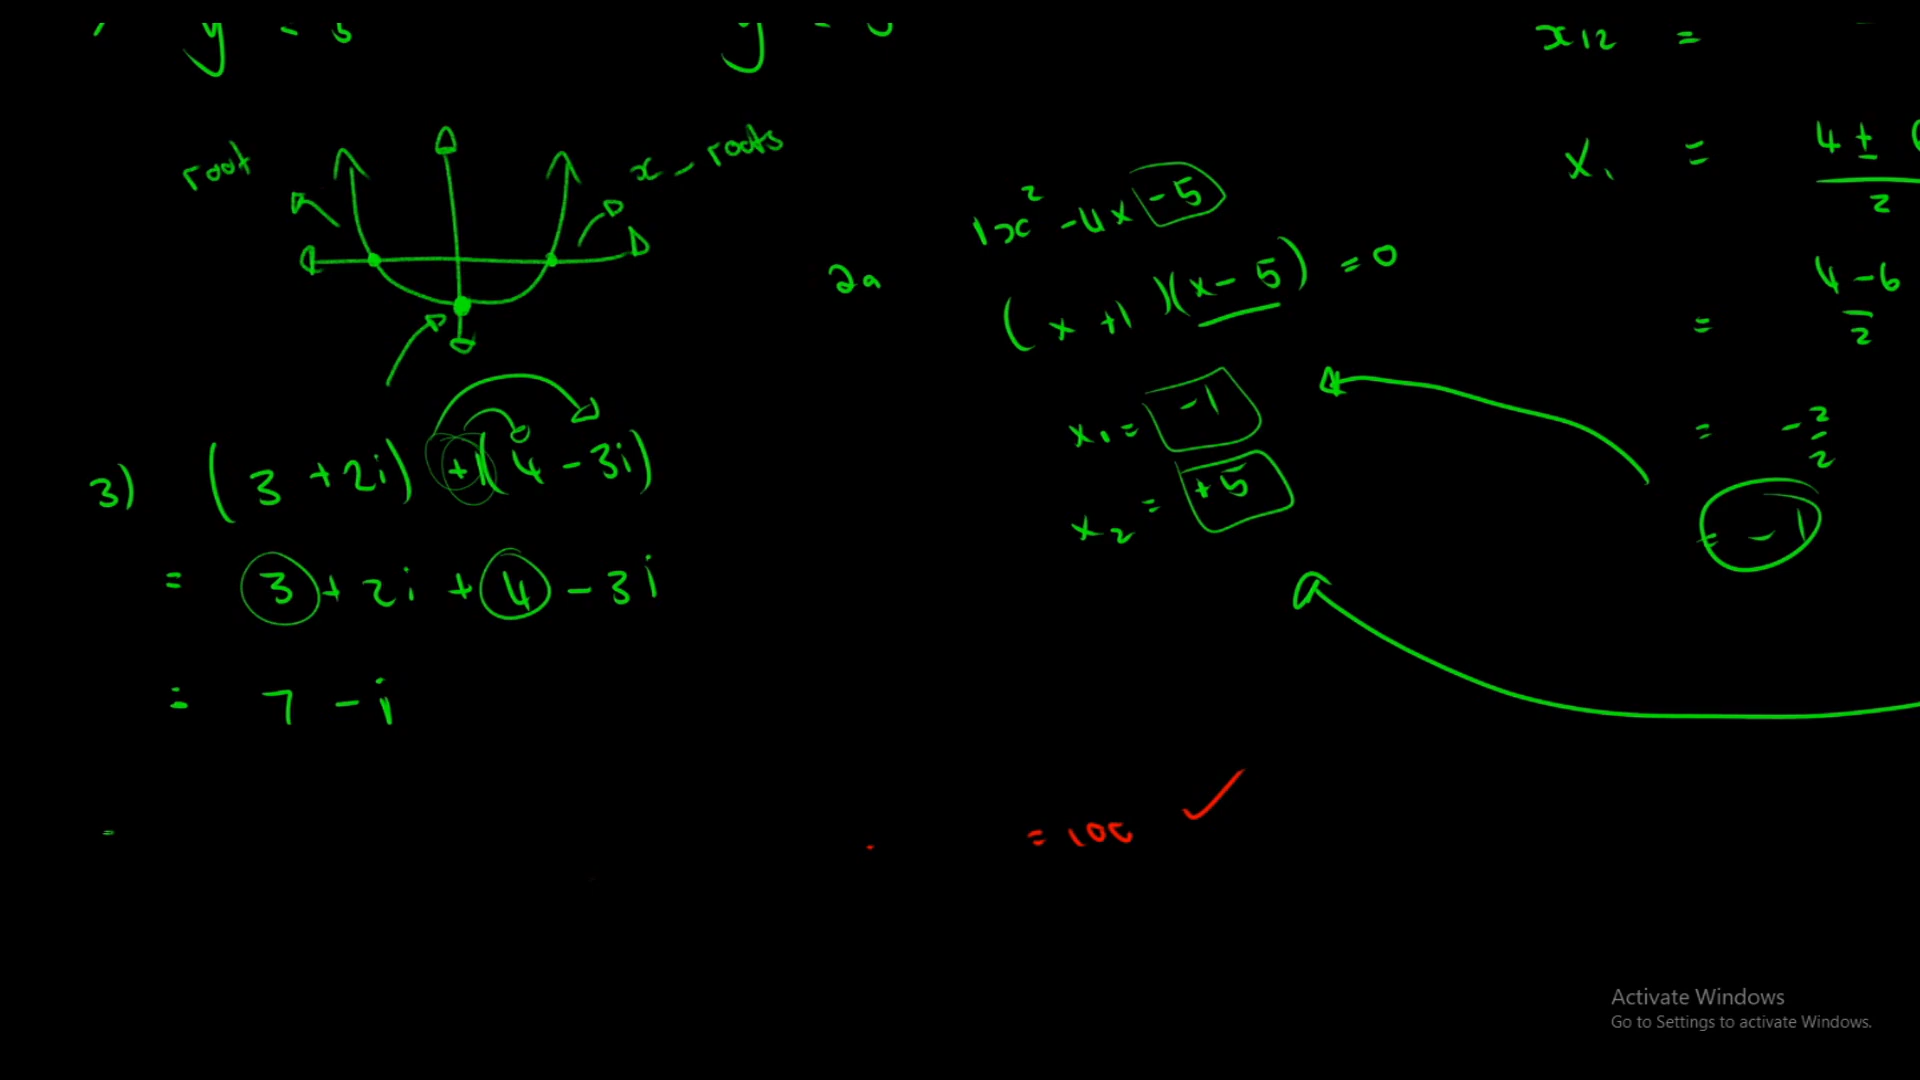 root
x - roots
3) (3 + 2i) +1(4 - 3i)
= 3 + 2i + 4 - 3i
= 7 - i
=
1x² - 4x - 5
2a
(x + 1)(x - 5) = 0
x₁ = -1
x₂ = +5
= 100
x12 =
x₁ = 4 ± / 2
= 4 - 6 / 2
= -2 / 2
= -1
Activate Windows
Go to Settings to activate Windows.